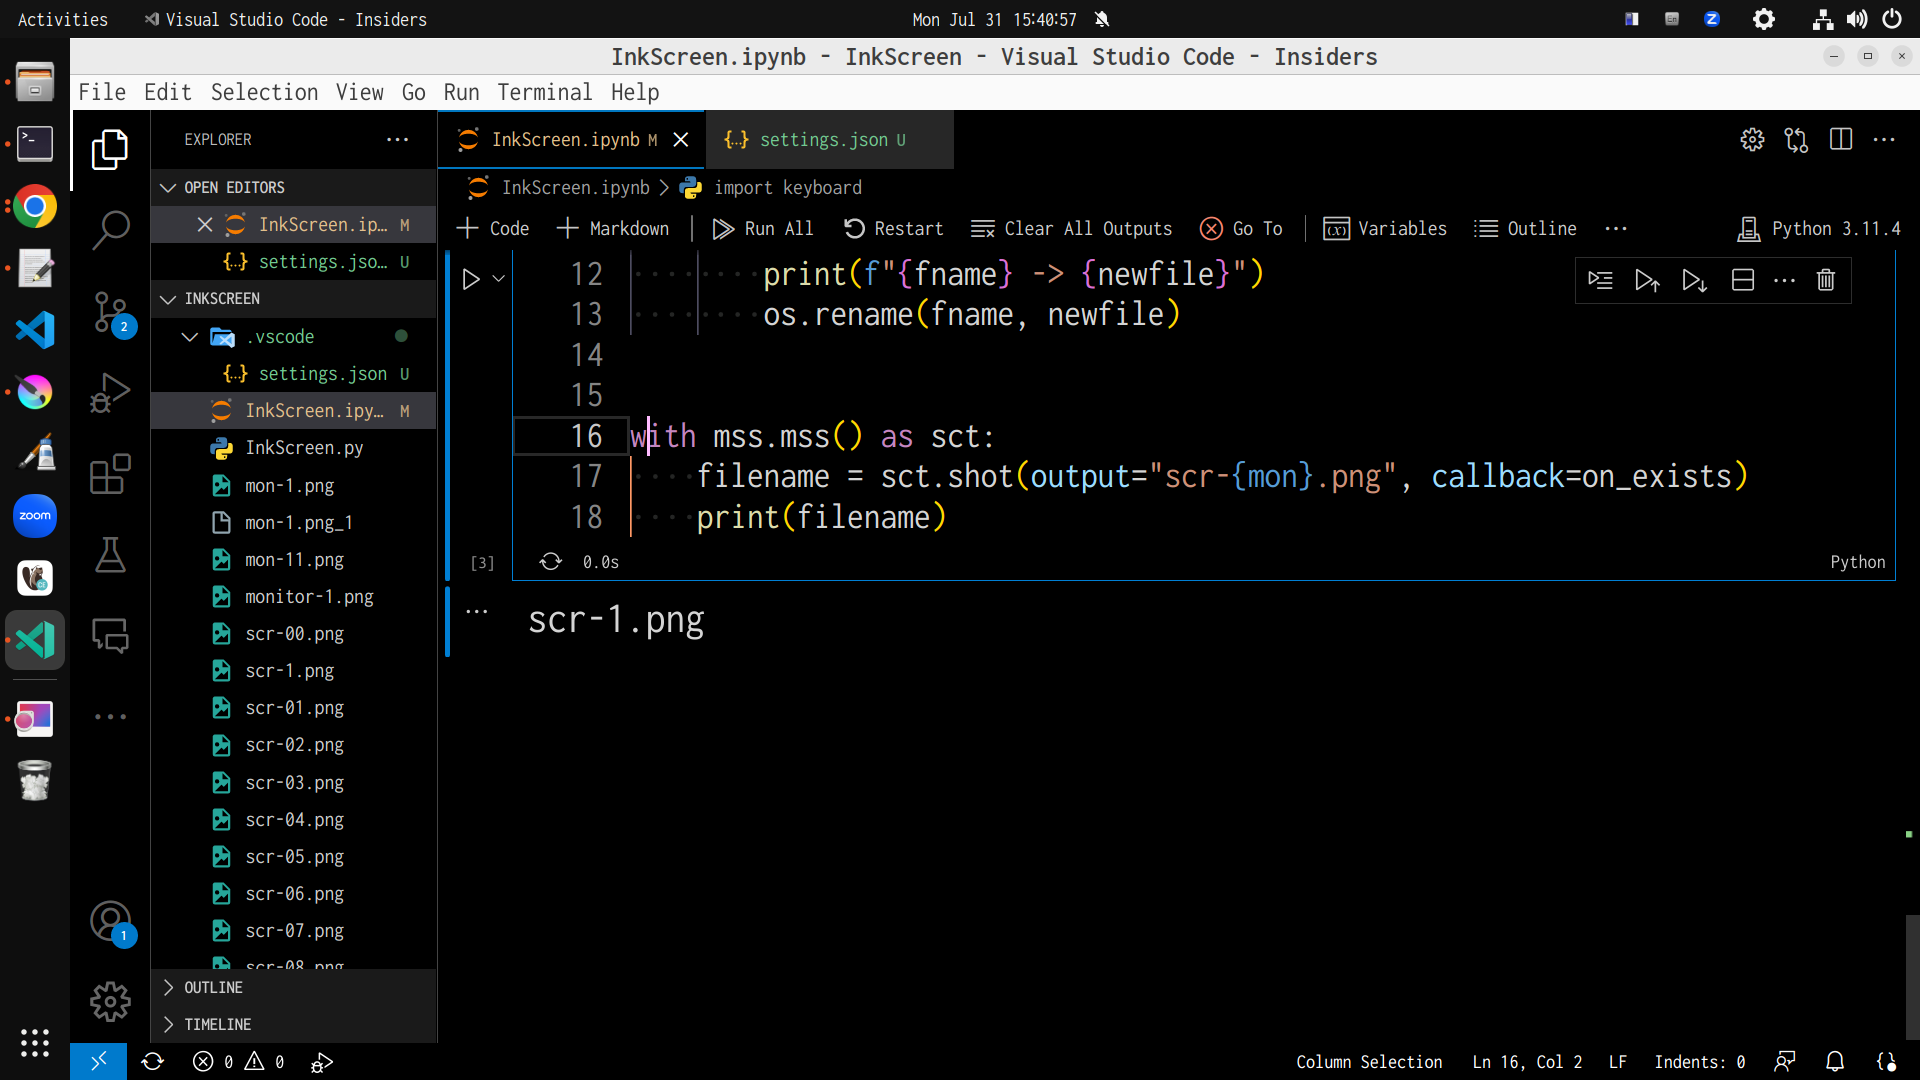 Activities
Visual Studio Code - Insiders
Mon Jul 31 15:40:57
InkScreen.ipynb - InkScreen - Visual Studio Code - Insiders
File Edit Selection View Go Run Terminal Help
EXPLORER
OPEN EDITORS
InkScreen.ip... M
settings.jso... U
INKSCREEN
.vscode
settings.json U
InkScreen.ipy... M
InkScreen.py
mon-1.png
mon-1.png_1
mon-11.png
monitor-1.png
scr-00.png
scr-1.png
scr-01.png
scr-02.png
scr-03.png
scr-04.png
scr-05.png
scr-06.png
scr-07.png
scr-08.png
OUTLINE
TIMELINE
2
1
zoom
InkScreen.ipynb M
settings.json U
InkScreen.ipynb > import keyboard
Code Markdown Run All Restart Clear All Outputs Go To Variables Outline ... Python 3.11.4
12 print(f"{fname} -> {newfile}")
13 os.rename(fname, newfile)
14
15
16 with mss.mss() as sct:
17 filename = sct.shot(output="scr-{mon}.png", callback=on_exists)
18 print(filename)
[3] 0.0s Python
scr-1.png
0 0
Column Selection Ln 16, Col 2 LF Indents: 0